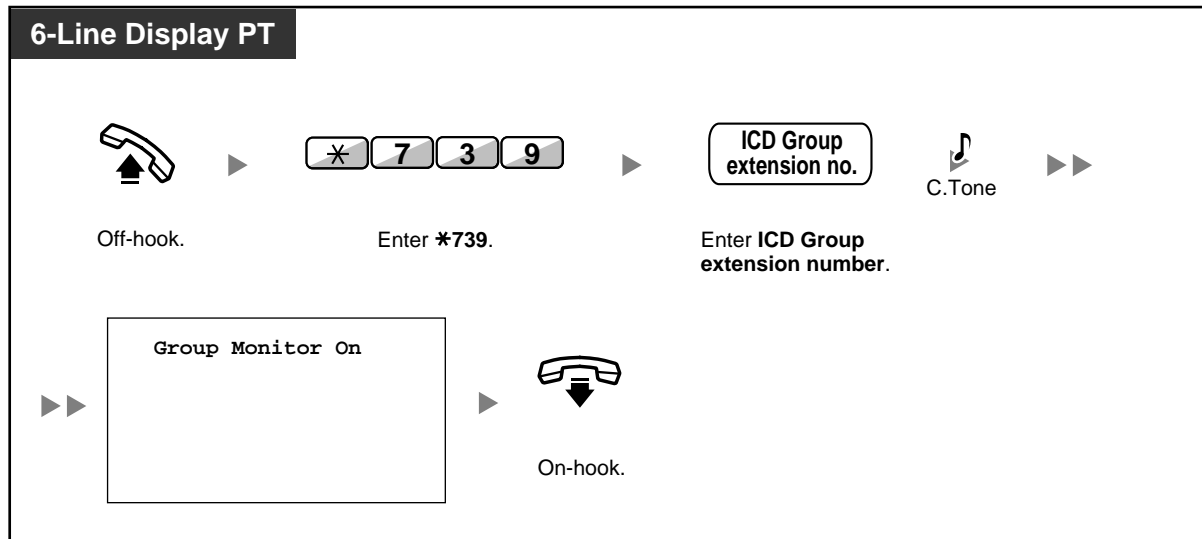 6-Line Display PT
✳ 7 3 9
ICD Group
extension no.
C.Tone
Off-hook.
Enter ✳739.
Enter ICD Group
extension number.
Group Monitor On
On-hook.